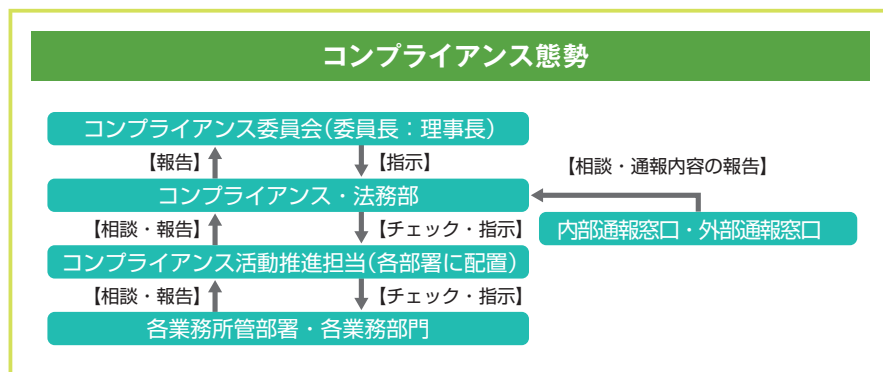 コンプライアンス態勢
コンプライアンス委員会(委員長：理事長)
【報告】
【指示】
【相談・通報内容の報告】
コンプライアンス・法務部
【相談・報告】
【チェック・指示】
内部通報窓口・外部通報窓口
コンプライアンス活動推進担当(各部署に配置)
【相談・報告】
【チェック・指示】
各業務所管部署・各業務部門